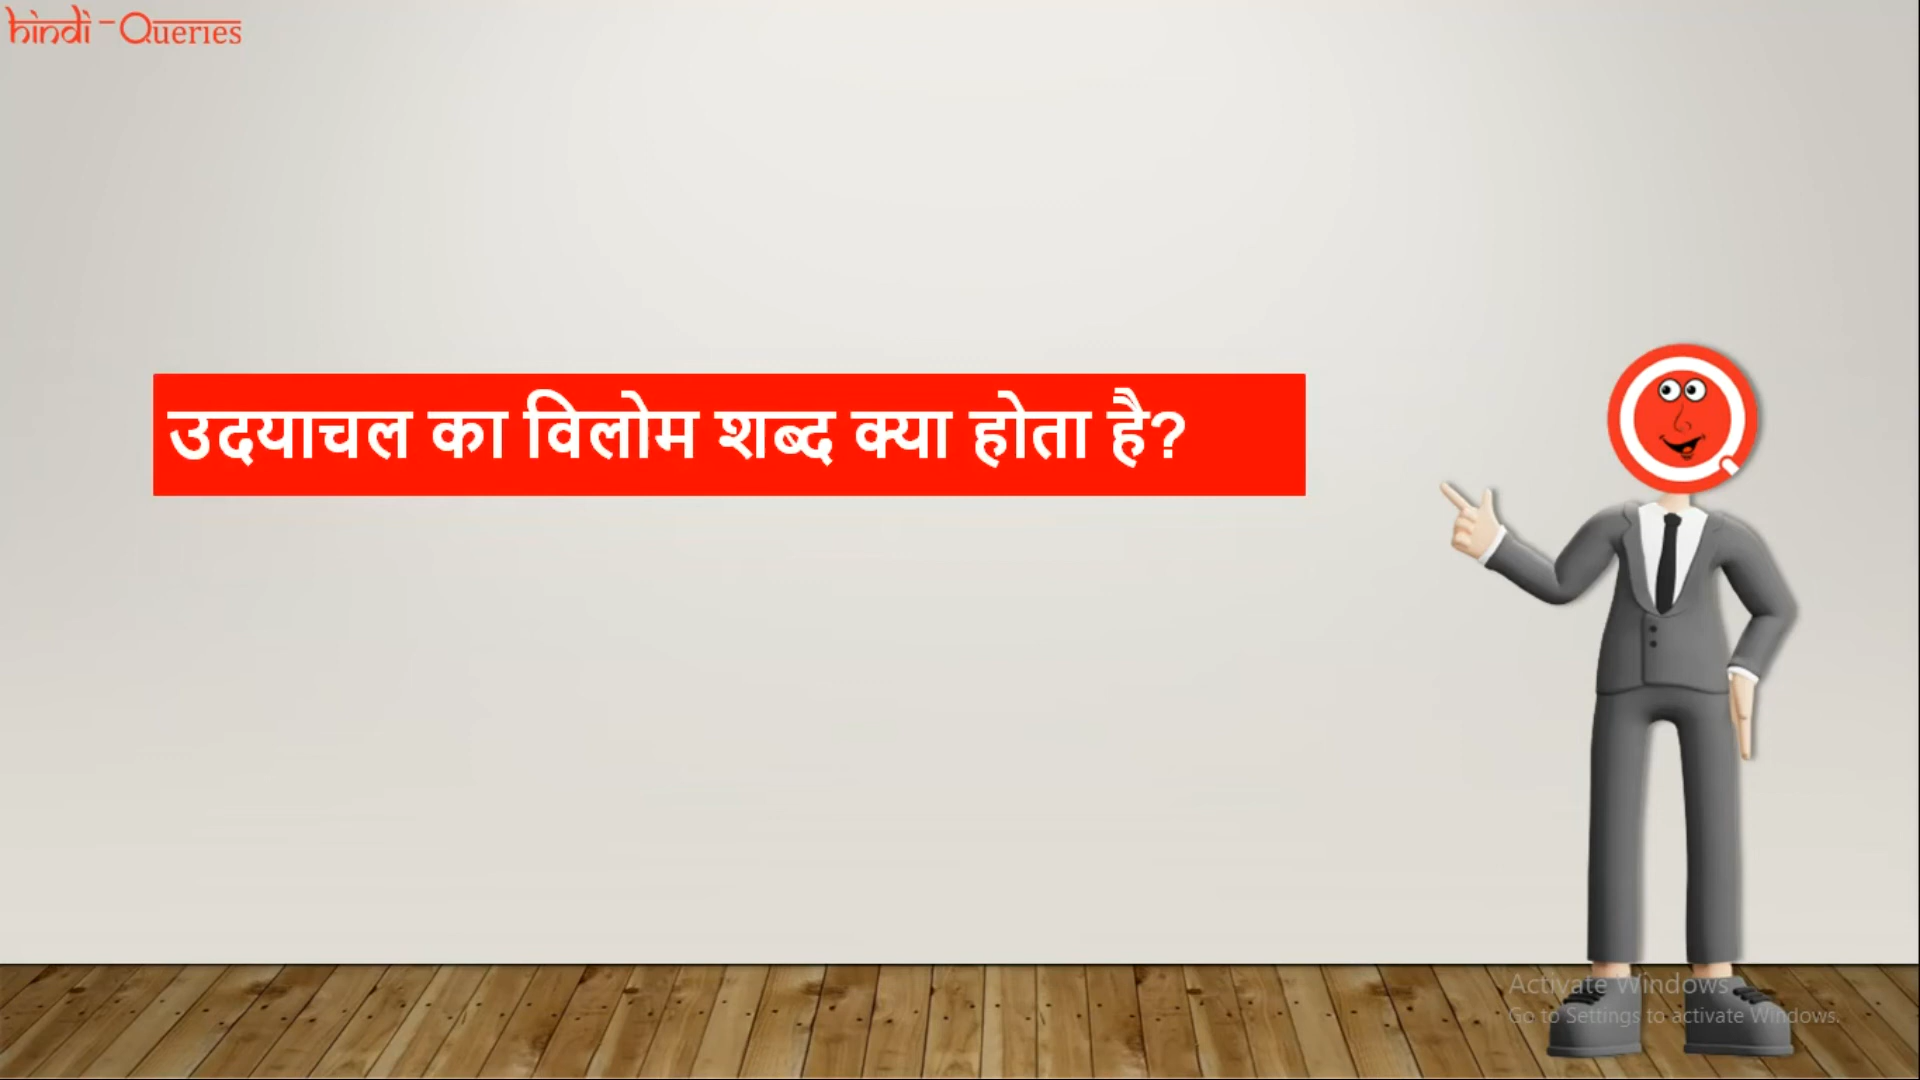 hindi - Queries
उदयाचल का विलोम शब्द क्या होता है?
Activate Windows
Go to Settings to activate Windows.